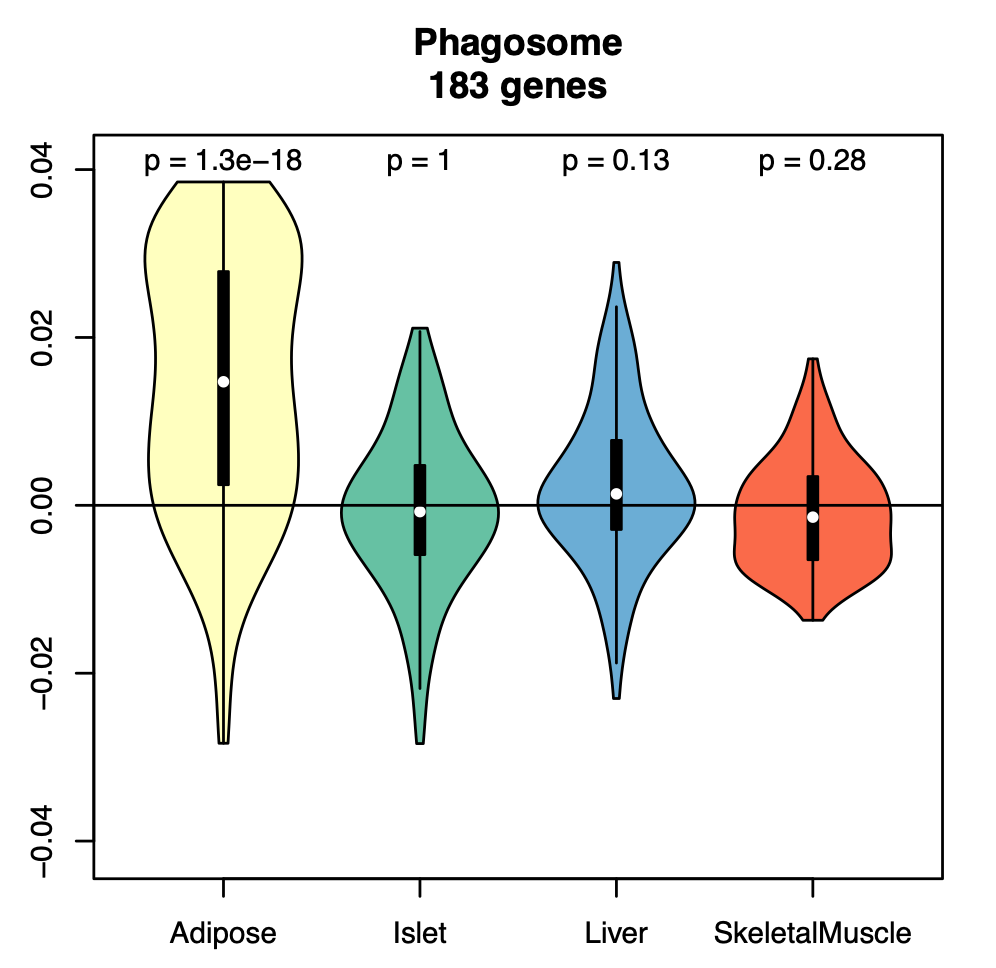 Phagosome
183 genes
p = 1.3e−18 p = 1 p = 0.13 p = 0.28
0.04
0.02
0.00
−0.02
−0.04
Adipose Islet Liver SkeletalMuscle